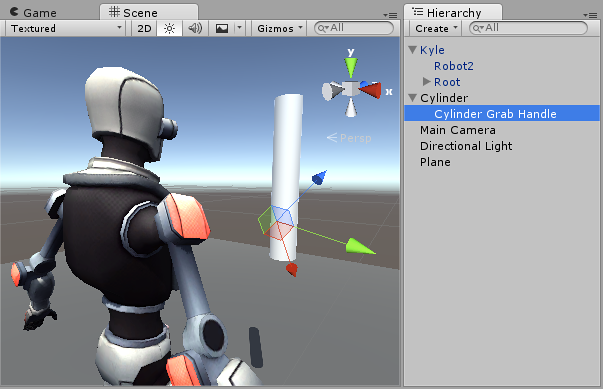 Game
Scene
Textured
2D
Gizmos
All
y
x
Persp
Hierarchy
Create
All
Kyle
Robot2
Root
Cylinder
Cylinder Grab Handle
Main Camera
Directional Light
Plane